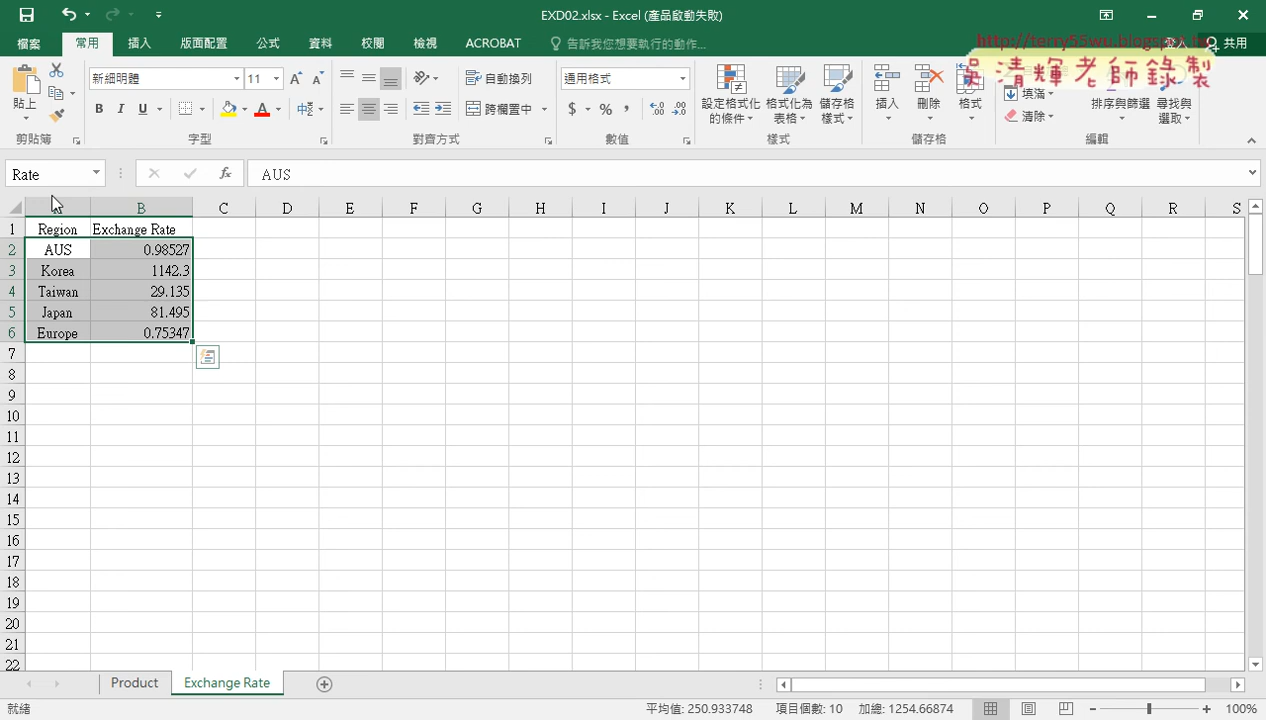 EXD02.xlsx - Excel (產品啟動失敗)
檔案 常用 插入 版面配置 公式 資料 校閱 檢視 ACROBAT 告訴我您想要執行的動作... 登入 共用
http://terry55wu.blogspot.tw
吳清輝老師錄製
貼上 新細明體 11 自動換列 通用格式 設定格式化的條件 格式化為表格 儲存格樣式 插入 刪除 格式 填滿 排序與篩選 尋找與選取
B I U A 中 跨欄置中 $ % , 清除
剪貼簿 字型 對齊方式 數值 樣式 儲存格 編輯
Rate fx AUS
B C D E F G H I J K L M N O P Q R S
1 Region Exchange Rate
2 AUS 0.98527
3 Korea 1142.3
4 Taiwan 29.135
5 Japan 81.495
6 Europe 0.75347
7
8
9
10
11
12
13
14
15
16
17
18
19
20
21
22
Product Exchange Rate
就緒 平均值: 250.933748 項目個數: 10 加總: 1254.66874 100%